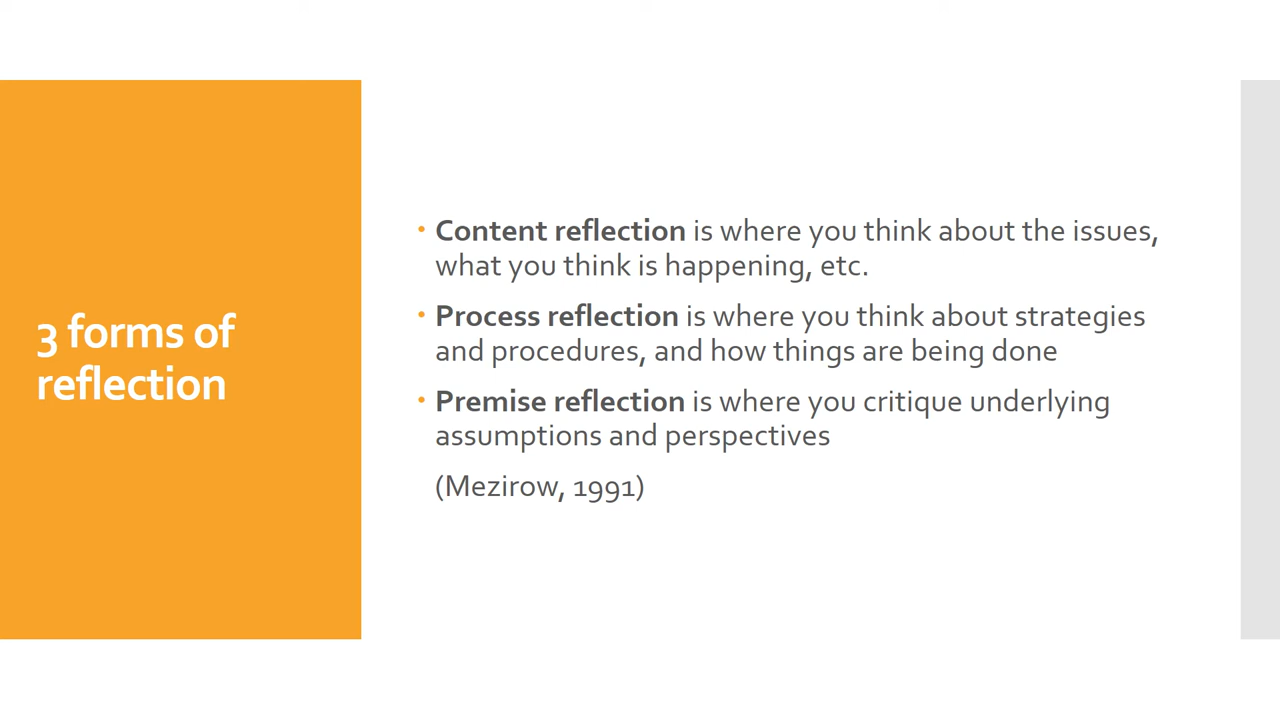 3 forms of
reflection
• Content reflection is where you think about the issues,
what you think is happening, etc.
• Process reflection is where you think about strategies
and procedures, and how things are being done
• Premise reflection is where you critique underlying
assumptions and perspectives
(Mezirow, 1991)